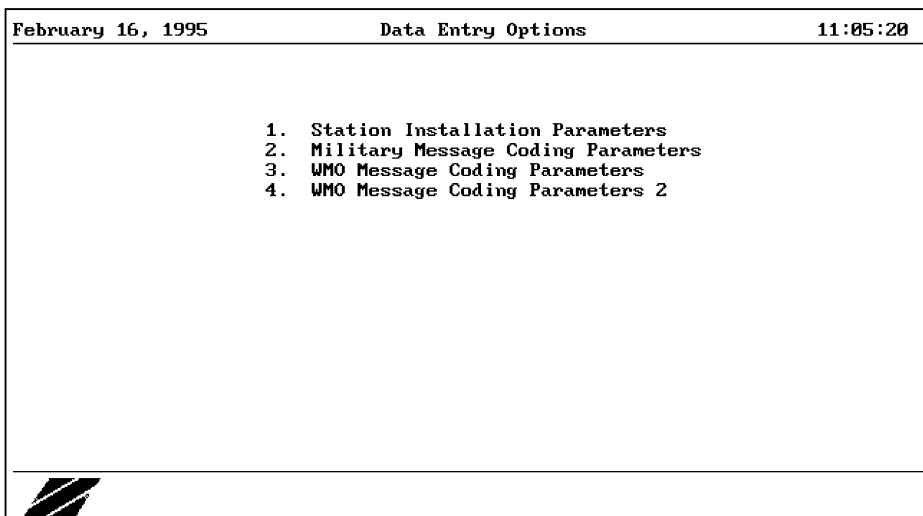 February 16, 1995 Data Entry Options 11:05:20
1. Station Installation Parameters
2. Military Message Coding Parameters
3. WMO Message Coding Parameters
4. WMO Message Coding Parameters 2